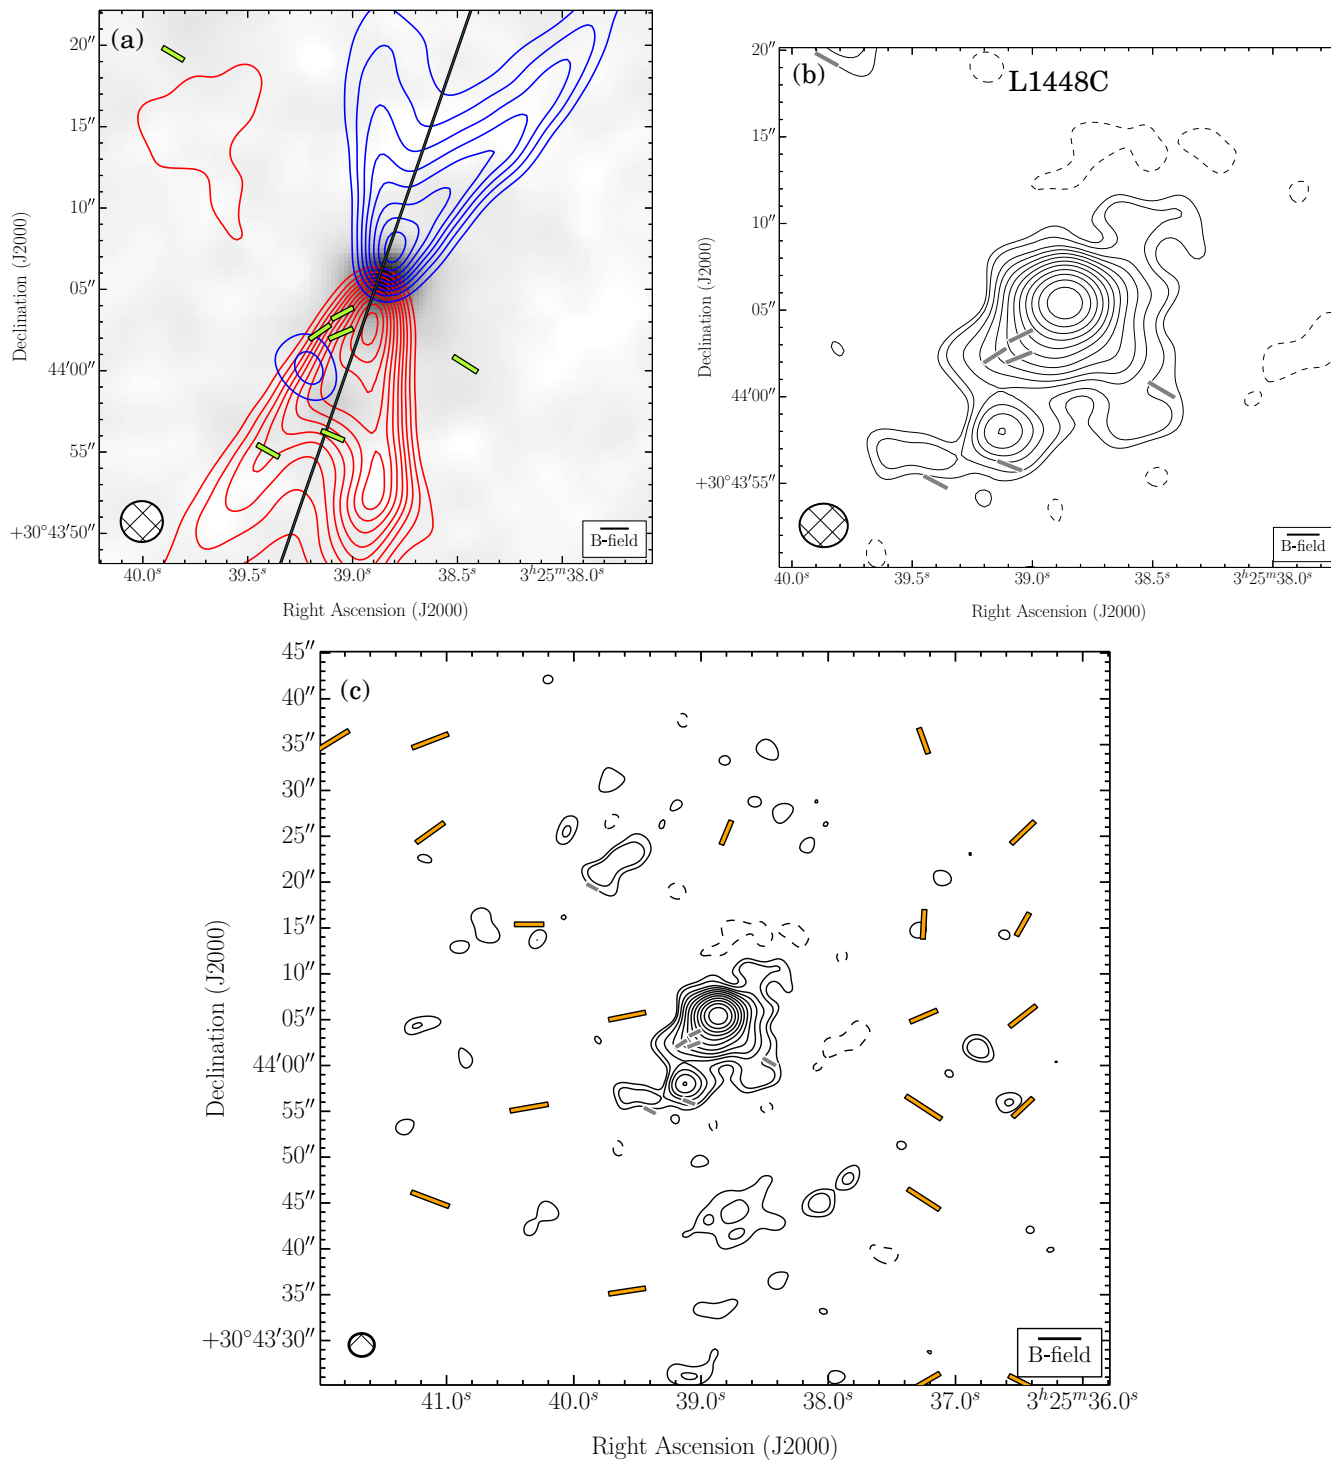 (a)
20″
15″
10″
05″
44′00″
55″
+30°43′50″
Declination (J2000)
B-field
40.0ˢ 39.5ˢ 39.0ˢ 38.5ˢ 3ʰ25ᵐ38.0ˢ
Right Ascension (J2000)
(b)
L1448C
20″
15″
10″
05″
44′00″
+30°43′55″
Declination (J2000)
B-field
40.0ˢ 39.5ˢ 39.0ˢ 38.5ˢ 3ʰ25ᵐ38.0ˢ
Right Ascension (J2000)
(c)
45″
40″
35″
30″
25″
20″
15″
10″
05″
44′00″
55″
50″
45″
40″
35″
+30°43′30″
Declination (J2000)
B-field
41.0ˢ 40.0ˢ 39.0ˢ 38.0ˢ 37.0ˢ 3ʰ25ᵐ36.0ˢ
Right Ascension (J2000)